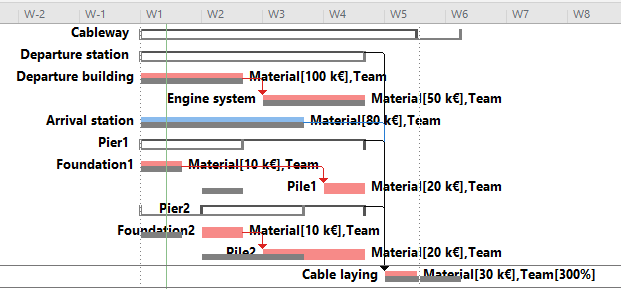 W-2 W-1 W1 W2 W3 W4 W5 W6 W7 W8
Cableway
Departure station
Departure building Material[100 k€],Team
Engine system Material[50 k€],Team
Arrival station Material[80 k€],Team
Pier1
Foundation1 Material[10 k€],Team
Pile1 Material[20 k€],Team
Pier2
Foundation2 Material[10 k€],Team
Pile2 Material[20 k€],Team
Cable laying Material[30 k€],Team[300%]